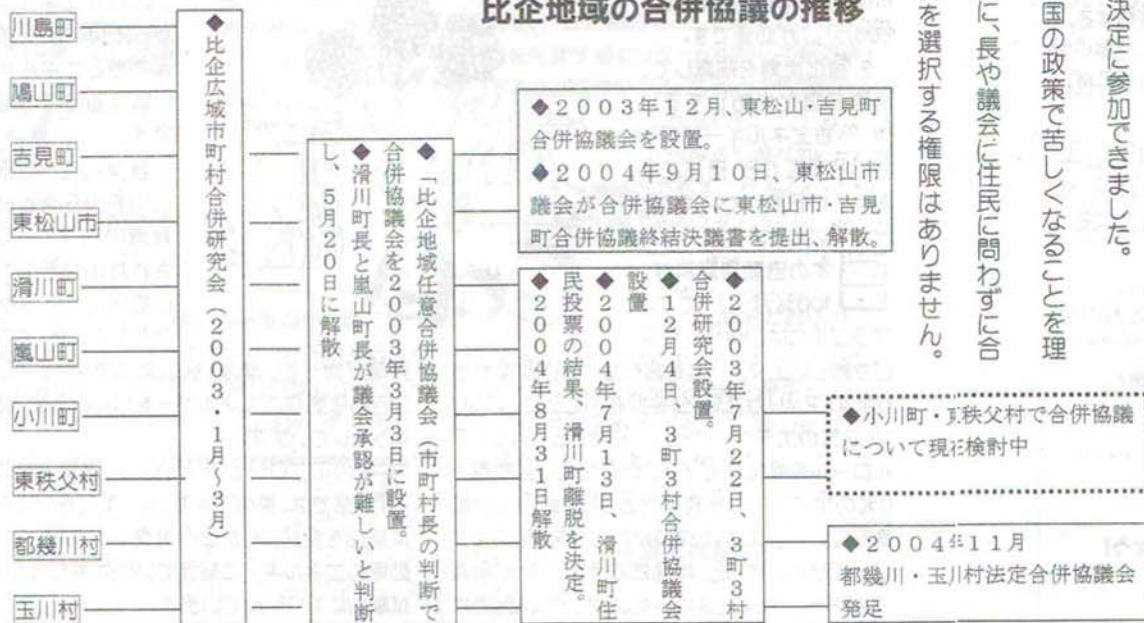 決定に参加できました。
国の政策で苦しくなることを理
に、長や議会に住民に問わずに合
を選択する権限はありません。
比企地域の合併協議の推移
川島町
鳩山町
吉見町
東松山市
滑川町
嵐山町
小川町
東秩父村
都幾川村
玉川村
◆比企広域市町村合併研究会（2003・1月～3月）
◆「比企地域任意合併協議会（市町村長の判断で
合併協議会を2003年3月3日に設置。
◆滑川町長と嵐山町長が議会承認が難しいと判断
し、5月20日に解散
◆2003年12月、東松山・吉見町
合併協議会を設置。
◆2004年9月10日、東松山市
議会が合併協議会に東松山市・吉見
町合併協議終結決議書を提出、解散。
◆2003年7月22日、3町3村
合併研究会設置。
◆12月4日、3町3村合併協議会
設置
◆2004年7月13日、滑川町住
民投票の結果、滑川町離脱を決定。
◆2004年8月31日解散
◆小川町・東秩父村で合併協議
について現在検討中
◆2004年11月
都幾川・玉川村法定合併協議会
発足